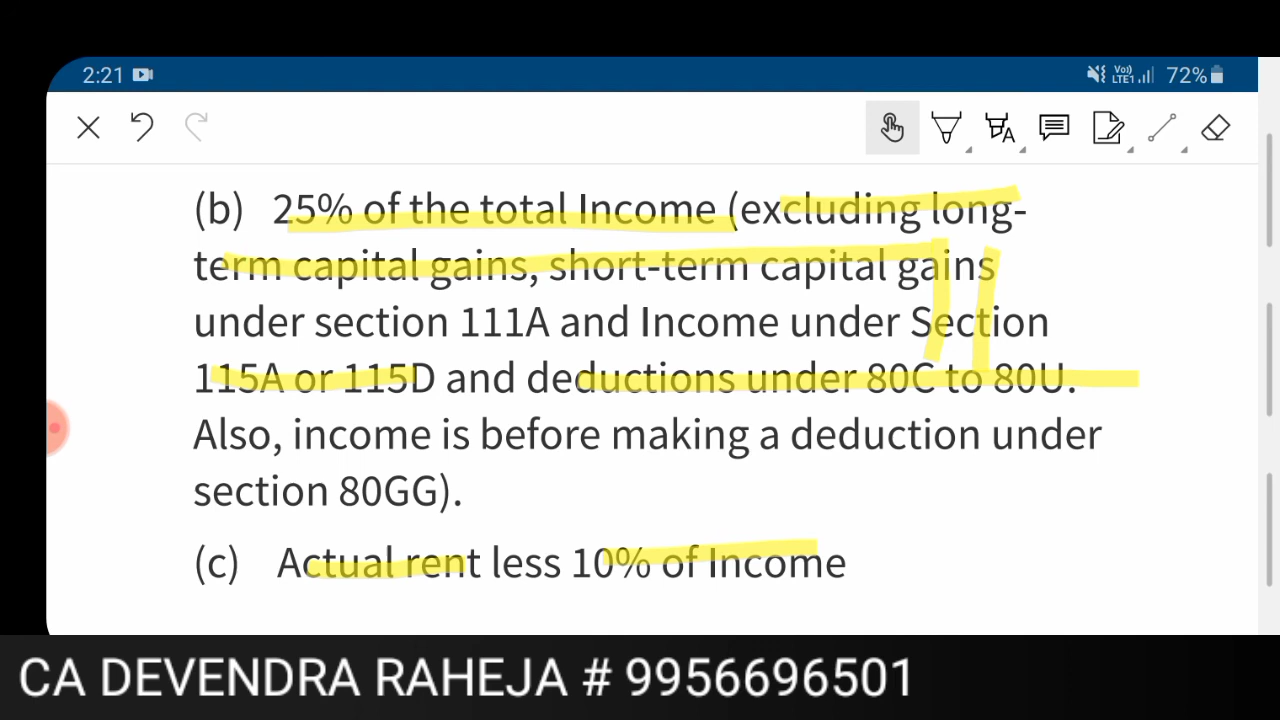 2:21 Vo) LTE1 72%
(b) 25% of the total Income (excluding long-
term capital gains, short-term capital gains
under section 111A and Income under Section
115A or 115D and deductions under 80C to 80U.
Also, income is before making a deduction under
section 80GG).
(c) Actual rent less 10% of Income
CA DEVENDRA RAHEJA # 9956696501